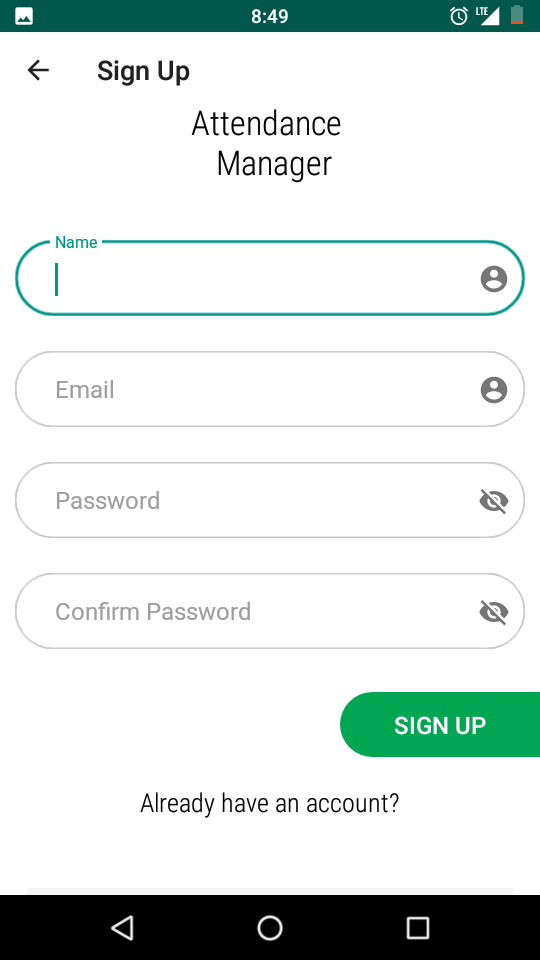 8:49
LTE
Sign Up
Attendance
Manager
Name
Email
Password
Confirm Password
SIGN UP
Already have an account?